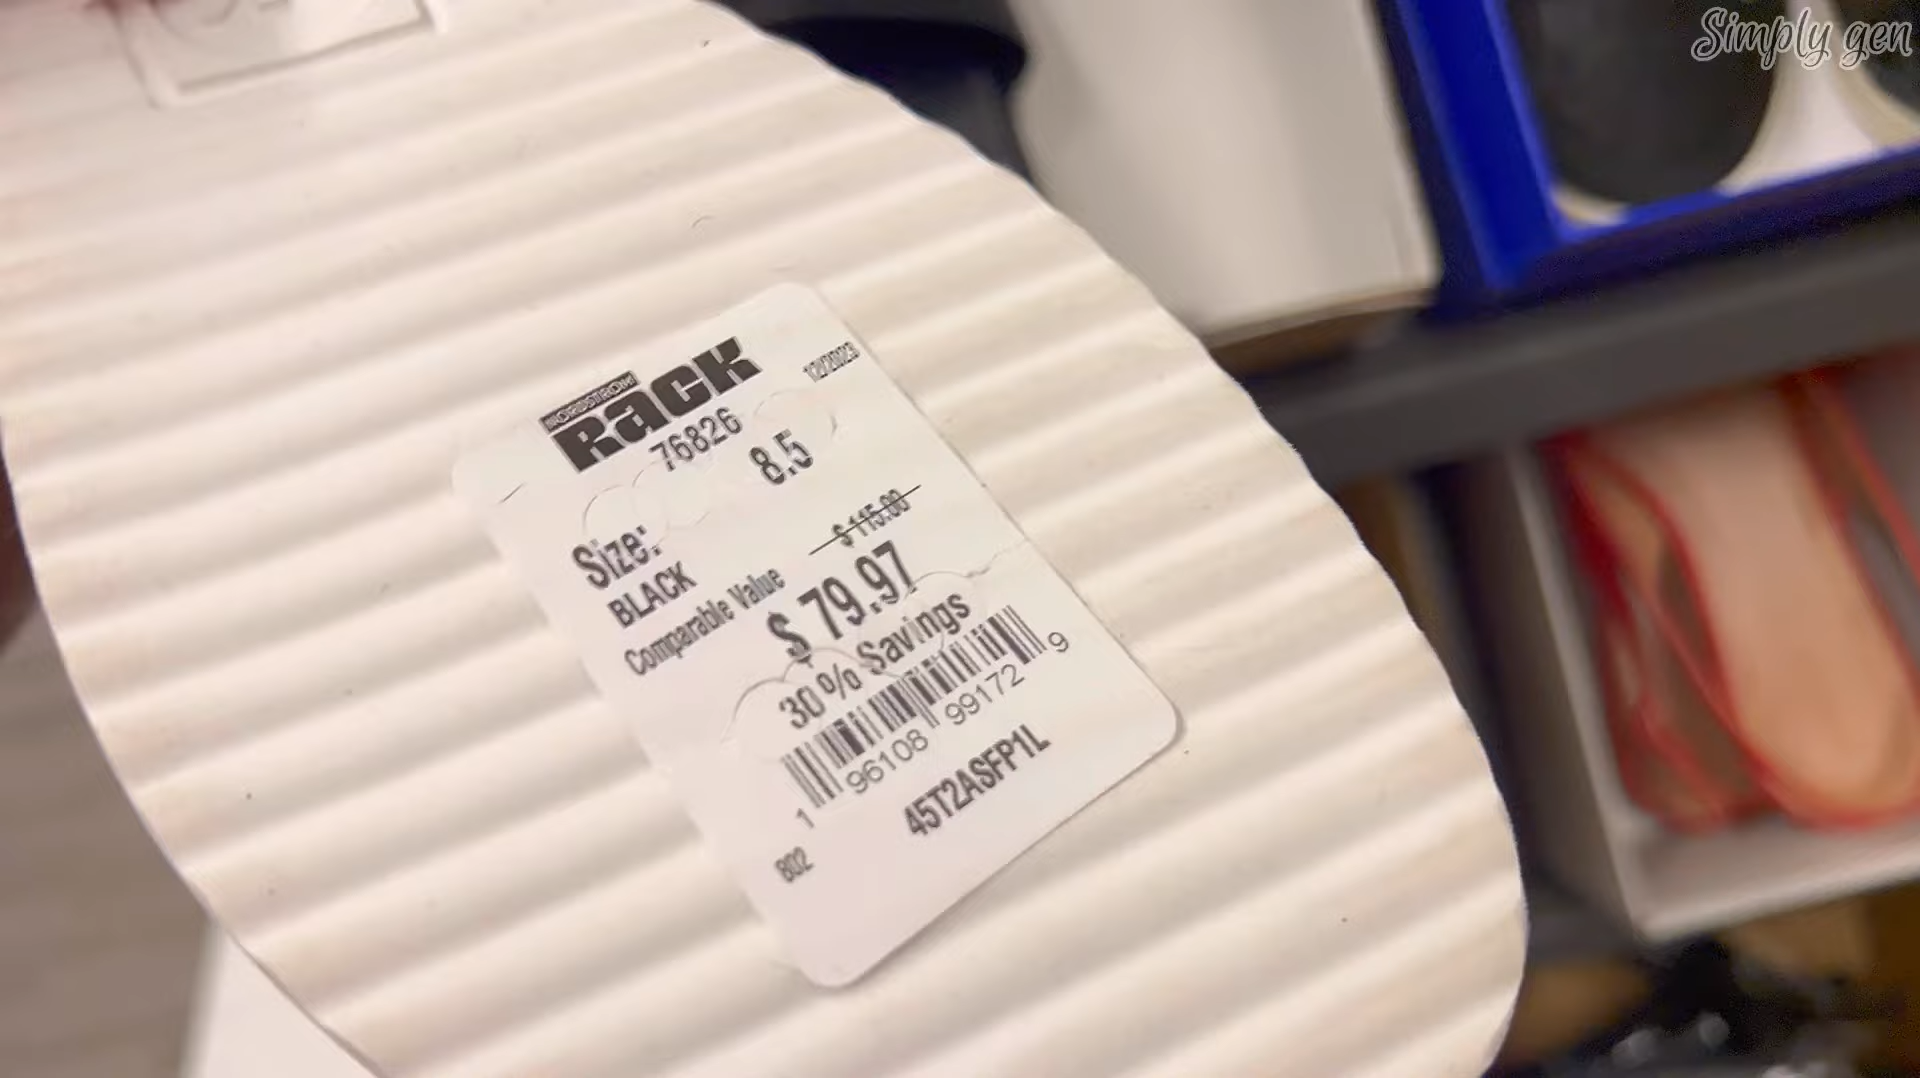 Simply gen
NORDSTROM
Rack
12/2023
76826
Size: 8.5
BLACK
$ 115.00
Comparable Value
$ 79.97
30% Savings
1 96108 99172 9
45T2ASFP1L
B02